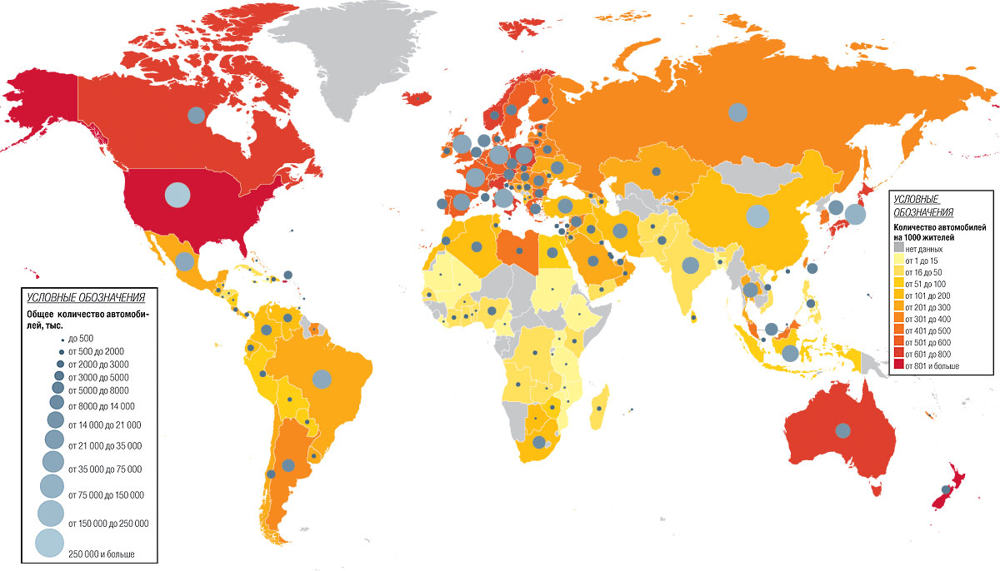 УСЛОВНЫЕ ОБОЗНАЧЕНИЯ
Общее количество автомоби-
лей, тыс.
до 500
от 500 до 2000
от 2000 до 3000
от 3000 до 5000
от 5000 до 8000
от 8000 до 14 000
от 14 000 до 21 000
от 21 000 до 35 000
от 35 000 до 75 000
от 75 000 до 150 000
от 150 000 до 250 000
250 000 и больше
УСЛОВНЫЕ
ОБОЗНАЧЕНИЯ
Количество автомобилей
на 1000 жителей
нет данных
от 1 до 15
от 16 до 50
от 51 до 100
от 101 до 200
от 201 до 300
от 301 до 400
от 401 до 500
от 501 до 600
от 601 до 800
от 801 и больше